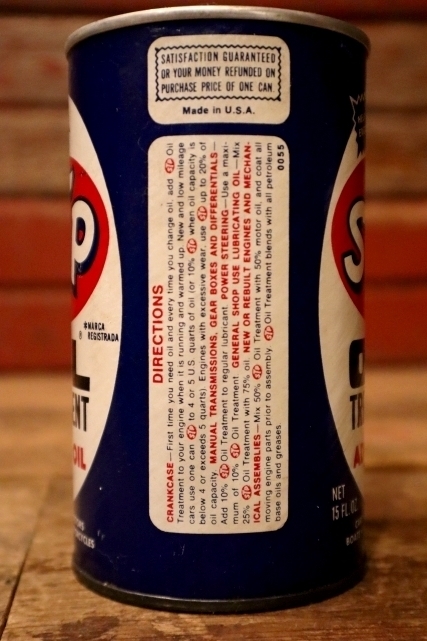 SATISFACTION GUARANTEED
OR YOUR MONEY REFUNDED ON
PURCHASE PRICE OF ONE CAN.
Made in U.S.A.
DIRECTIONS
CRANKCASE—First time you need oil and every time you change oil, add STP Oil
Treatment to your engine when it is running and warmed up. New and low mileage
cars use one can STP to 4 or 5 U.S. quarts of oil (or 10% STP when oil capacity is
below 4 or exceeds 5 quarts). Engines with excessive wear, use STP up to 20% of
oil capacity. MANUAL TRANSMISSIONS, GEAR BOXES AND DIFFERENTIALS—
Add 10% STP Oil Treatment to regular lubricant. POWER STEERING—Use a maxi-
mum of 10% STP Oil Treatment. GENERAL SHOP USE LUBRICATING OIL—Mix
25% STP Oil Treatment with 75% oil. NEW OR REBUILT ENGINES AND MECHAN-
ICAL ASSEMBLIES—Mix 50% STP Oil Treatment with 50% motor oil, and coat all
moving engine parts prior to assembly. STP Oil Treatment blends with all petroleum
base oils and greases.
0055
®MARCA
REGISTRADA
OIL
NET
15 FL. OZ